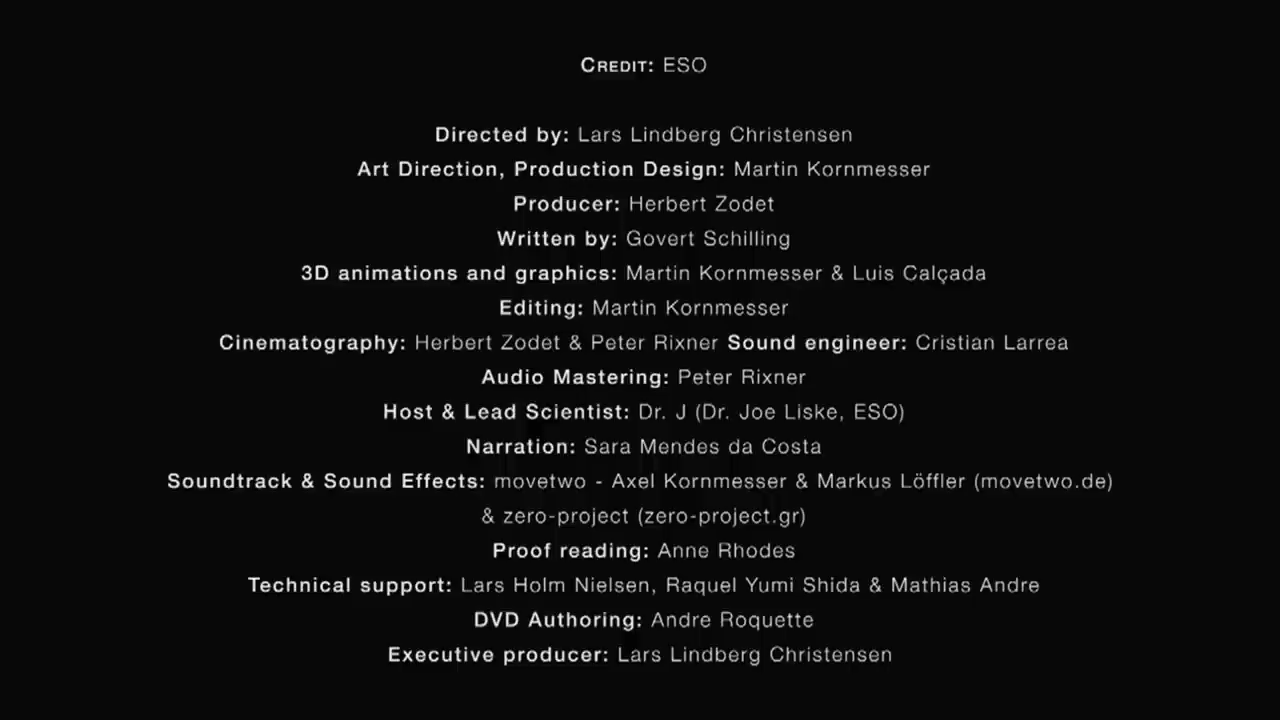 CREDIT: ESO
Directed by: Lars Lindberg Christensen
Art Direction, Production Design: Martin Kornmesser
Producer: Herbert Zodet
Written by: Govert Schilling
3D animations and graphics: Martin Kornmesser & Luis Calçada
Editing: Martin Kornmesser
Cinematography: Herbert Zodet & Peter Rixner Sound engineer: Cristian Larrea
Audio Mastering: Peter Rixner
Host & Lead Scientist: Dr. J (Dr. Joe Liske, ESO)
Narration: Sara Mendes da Costa
Soundtrack & Sound Effects: movetwo - Axel Kornmesser & Markus Löffler (movetwo.de)
& zero-project (zero-project.gr)
Proof reading: Anne Rhodes
Technical support: Lars Holm Nielsen, Raquel Yumi Shida & Mathias Andre
DVD Authoring: Andre Roquette
Executive producer: Lars Lindberg Christensen